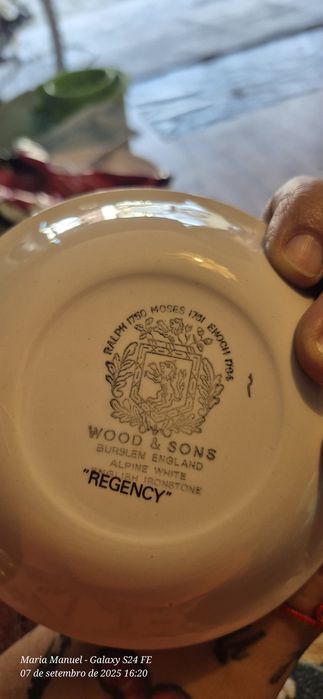 RALPH 1750 MOSES 1751 ENOCH 1784
WOOD & SONS
BURSLEM ENGLAND
ALPINE WHITE
ENGLISH IRONSTONE
"REGENCY"
Maria Manuel - Galaxy S24 FE
07 de setembro de 2025 16:20